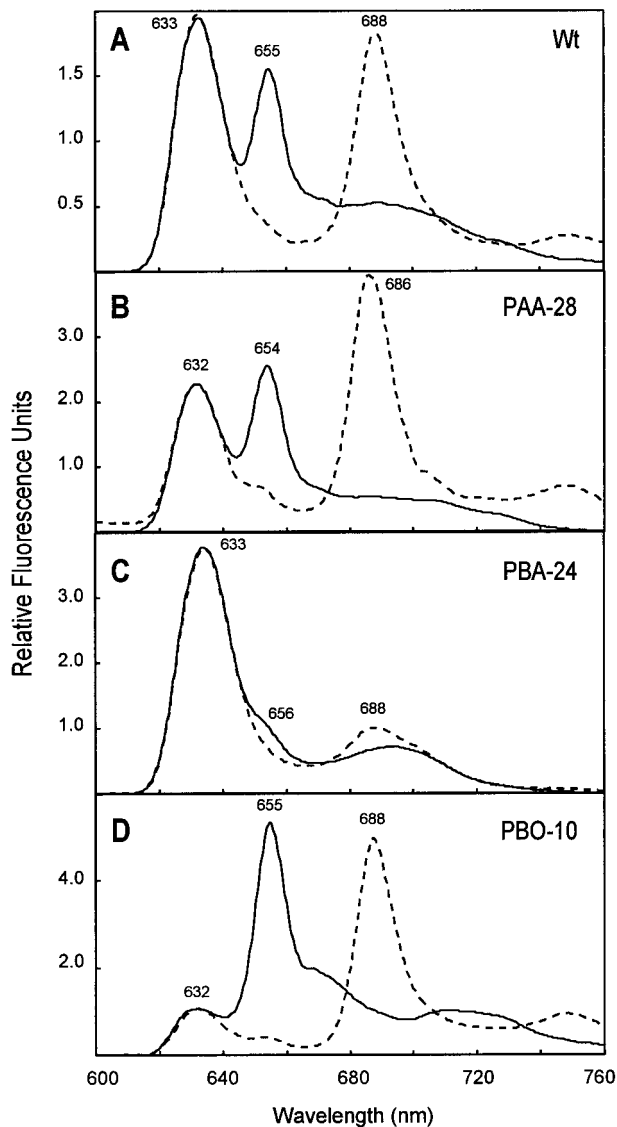 A
633
655
688
Wt
1.5
1.0
0.5
B
632
654
686
PAA-28
3.0
2.0
1.0
C
633
656
688
PBA-24
3.0
2.0
1.0
D
632
655
688
PBO-10
4.0
2.0
Relative Fluorescence Units
600 640 680 720 760
Wavelength (nm)